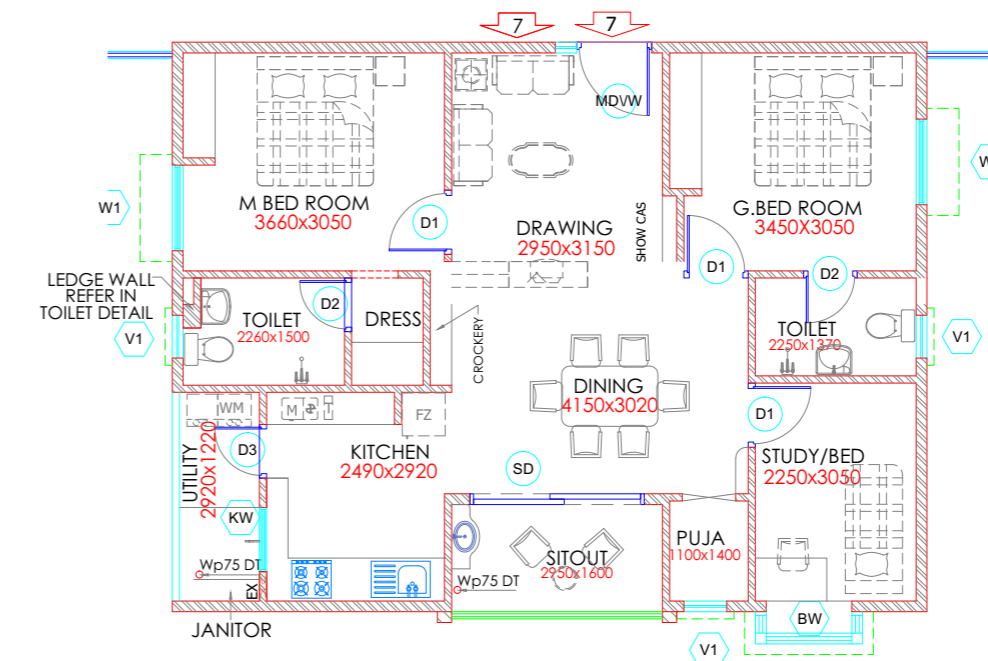 7
7
MDVW
M BED ROOM
3660x3050
W1
D1
DRAWING
2950x3150
SHOW CAS
G.BED ROOM
3450X3050
W
D1
D2
LEDGE WALL
REFER IN
TOILET DETAIL
V1
TOILET
2260x1500
D2
DRESS
CROCKERY
TOILET
2250x1370
V1
WM
M
FZ
DINING
4150x3020
D1
D3
KITCHEN
2490x2920
UTILITY
2920x1220
SD
STUDY/BED
2250x3050
KW
Wp75 DT
EX
JANITOR
SITOUT
2950x1600
Wp75 DT
PUJA
1100x1400
BW
V1